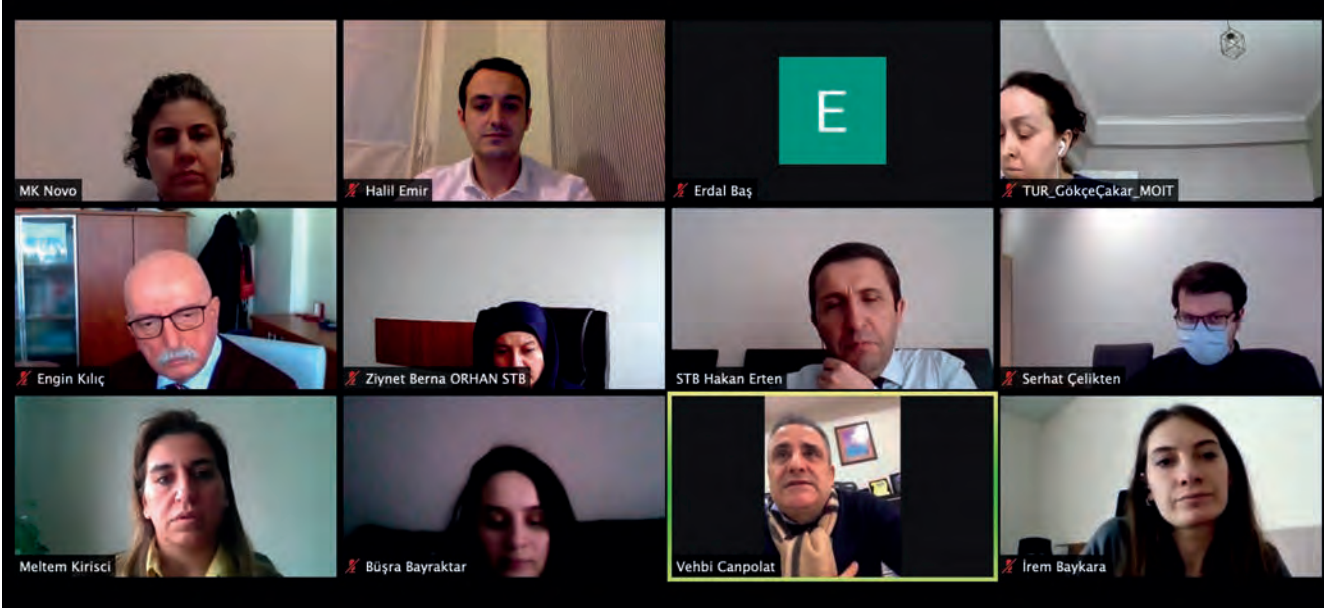 MK Novo
Halil Emir
E
Erdal Baş
TUR_GökçeÇakar_MOIT
Engin Kılıç
Ziynet Berna ORHAN STB
STB Hakan Erten
Serhat Çelikten
Meltem Kirisci
Büşra Bayraktar
Vehbi Canpolat
İrem Baykara